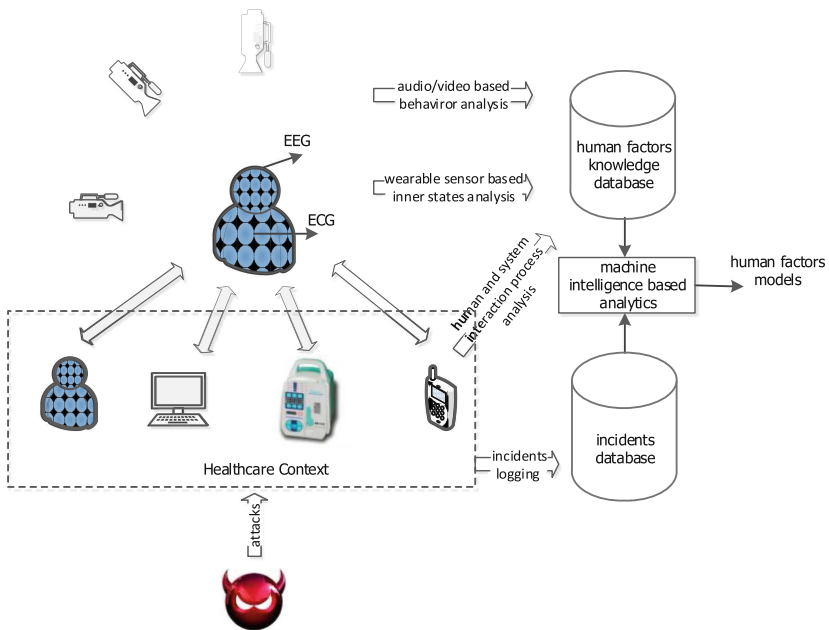 audio/video based
behaviror analysis
EEG
human factors
knowledge
database
wearable sensor based
inner states analysis
ECG
human and system
interaction process
analysis
machine
intelligence based
analytics
human factors
models
Healthcare Context
incidents
logging
incidents
database
attacks